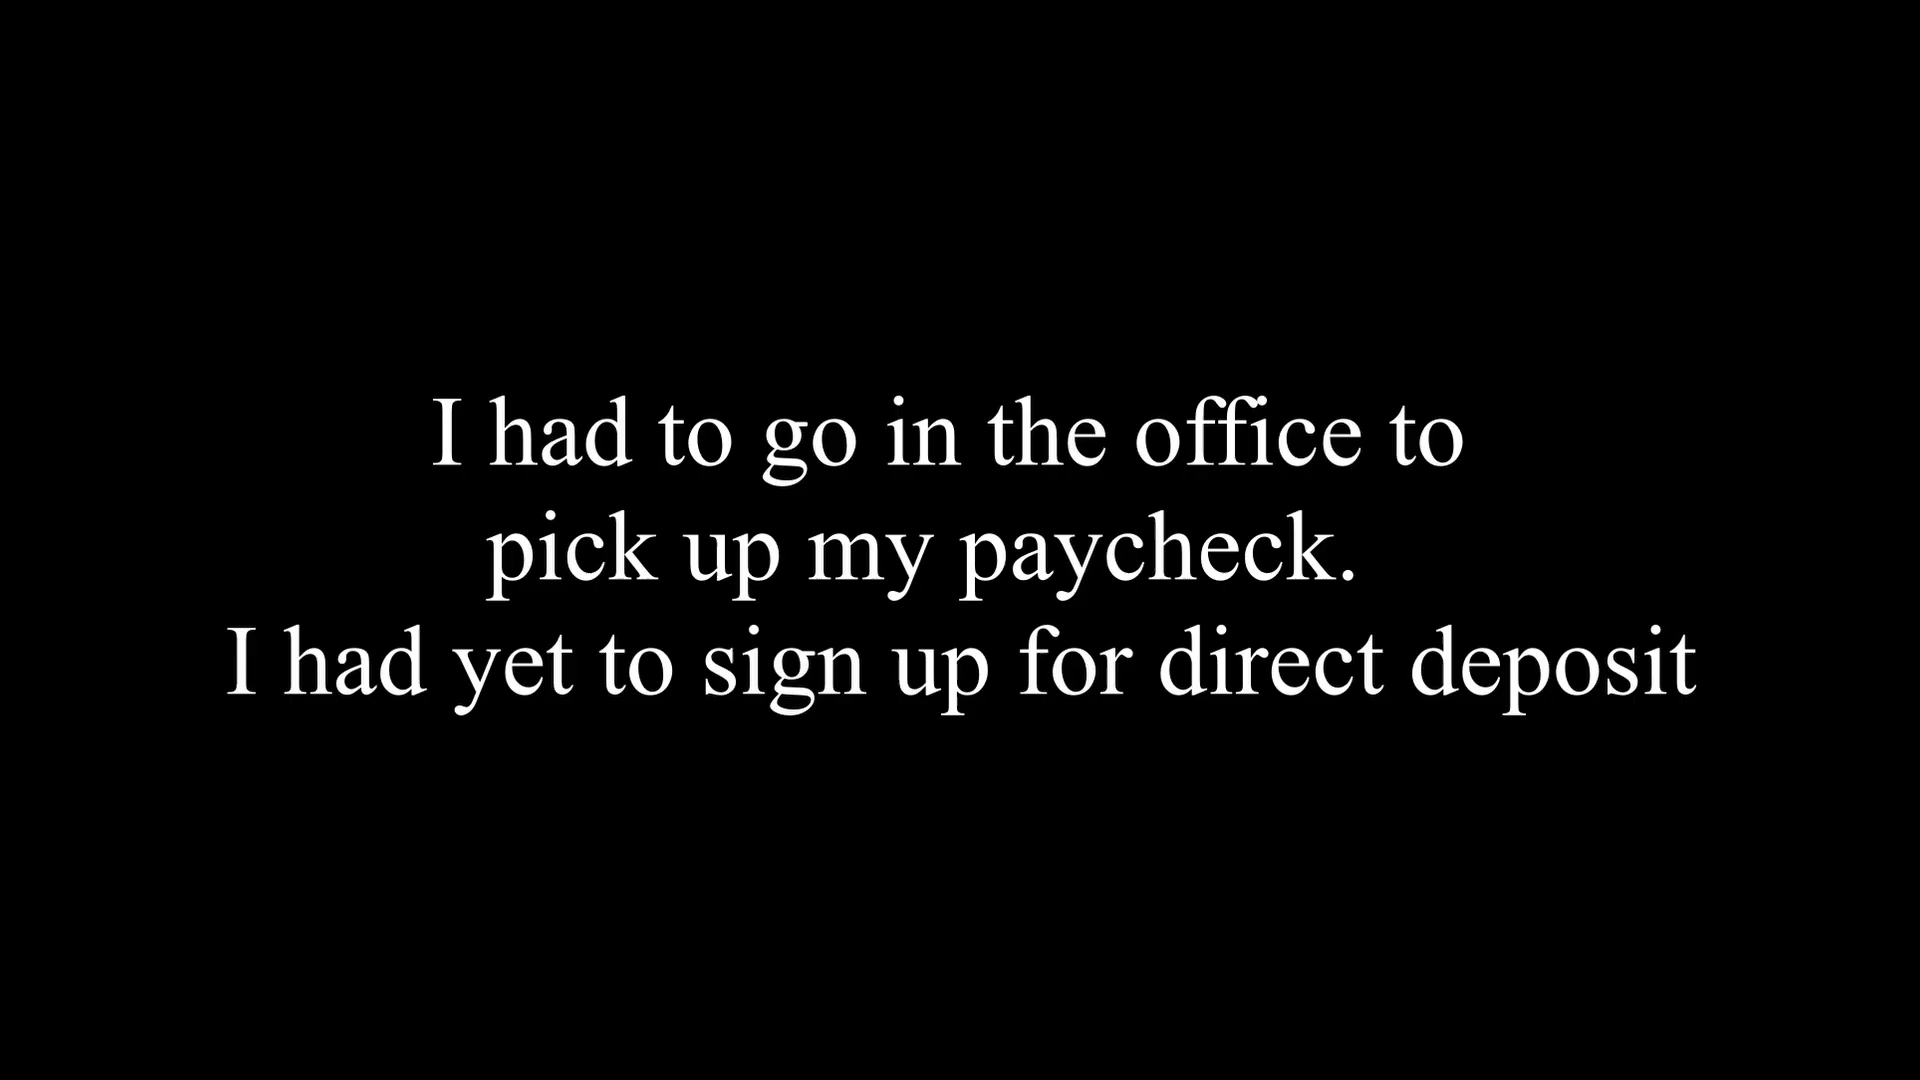 I had to go in the office to
pick up my paycheck.
I had yet to sign up for direct deposit